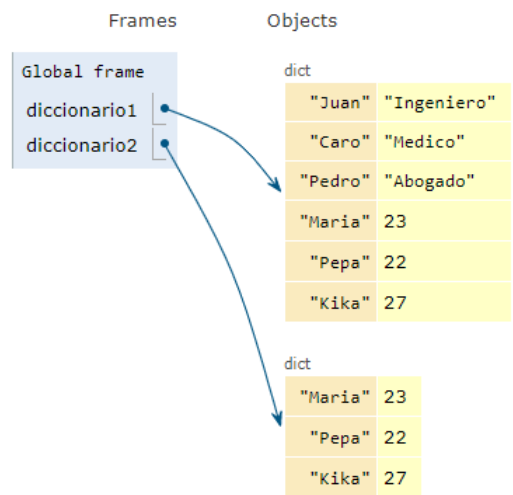 Frames Objects
Global frame
diccionario1
diccionario2
dict
"Juan" "Ingeniero"
"Caro" "Medico"
"Pedro" "Abogado"
"Maria" 23
"Pepa" 22
"Kika" 27
dict
"Maria" 23
"Pepa" 22
"Kika" 27